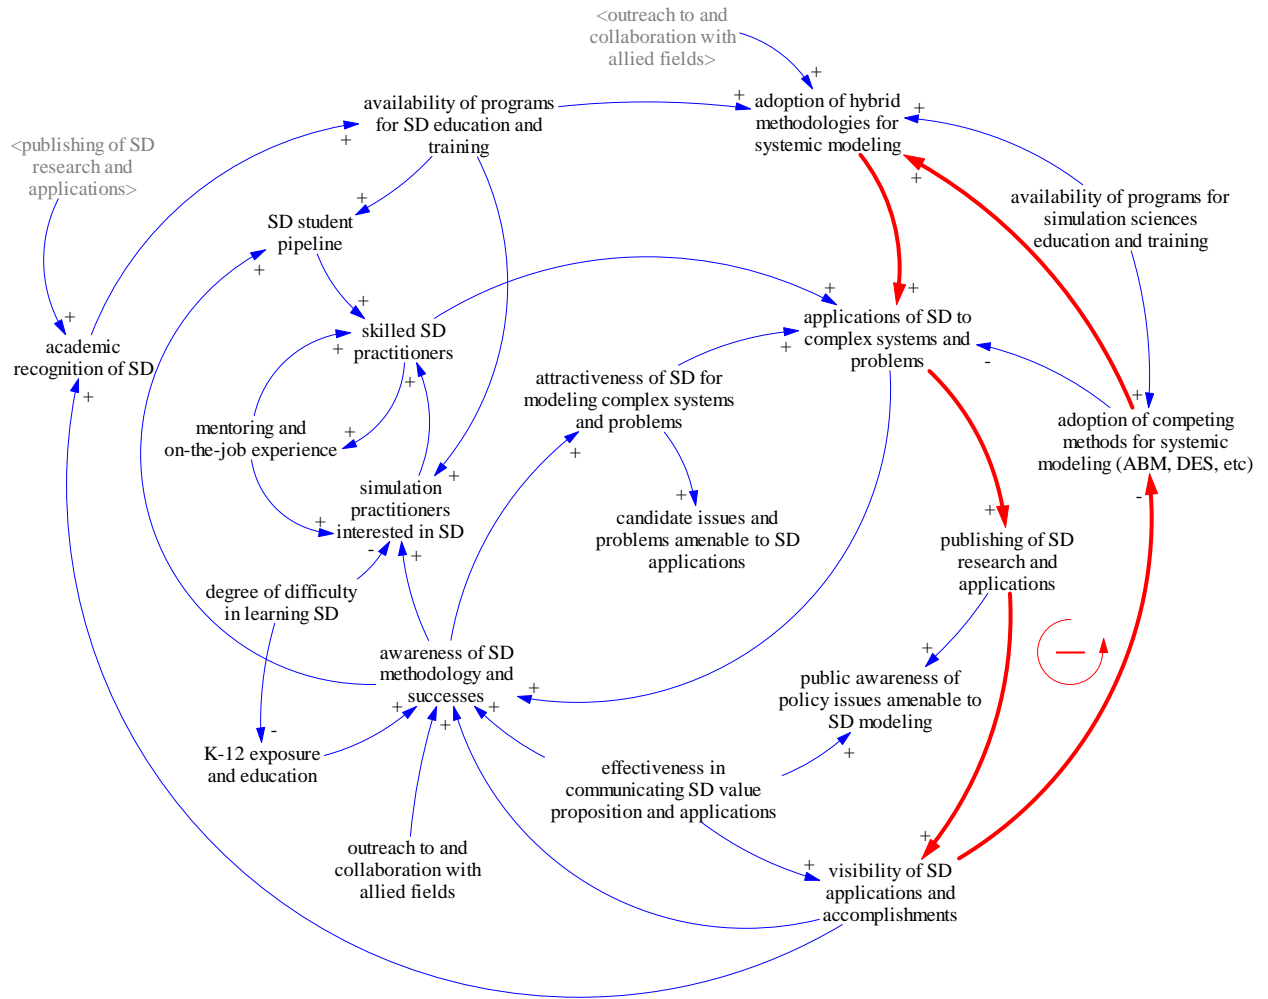 <outreach to and
collaboration with
allied fields>
+
availability of programs
for SD education and
training
+
adoption of hybrid
methodologies for
systemic modeling
+
+
+
<publishing of SD
research and
applications>
+
availability of programs for
simulation sciences
education and training
SD student
pipeline
+
+
+
academic
recognition of SD
+
+
skilled SD
practitioners
+
+
+
applications of SD to
complex systems and
problems
+
+
+
-
attractiveness of SD for
modeling complex systems
and problems
+
adoption of competing
methods for systemic
modeling (ABM, DES, etc)
+
-
mentoring and
on-the-job experience
+
simulation
practitioners
interested in SD
+
+
-
+
candidate issues and
problems amenable to SD
applications
+
publishing of SD
research and
applications
+
degree of difficulty
in learning SD
awareness of SD
methodology and
successes
+
+
+
+
public awareness of
policy issues amenable to
SD modeling
+
+
—
K-12 exposure
and education
-
effectiveness in
communicating SD value
proposition and applications
outreach to and
collaboration with
allied fields
visibility of SD
applications and
accomplishments
+
+